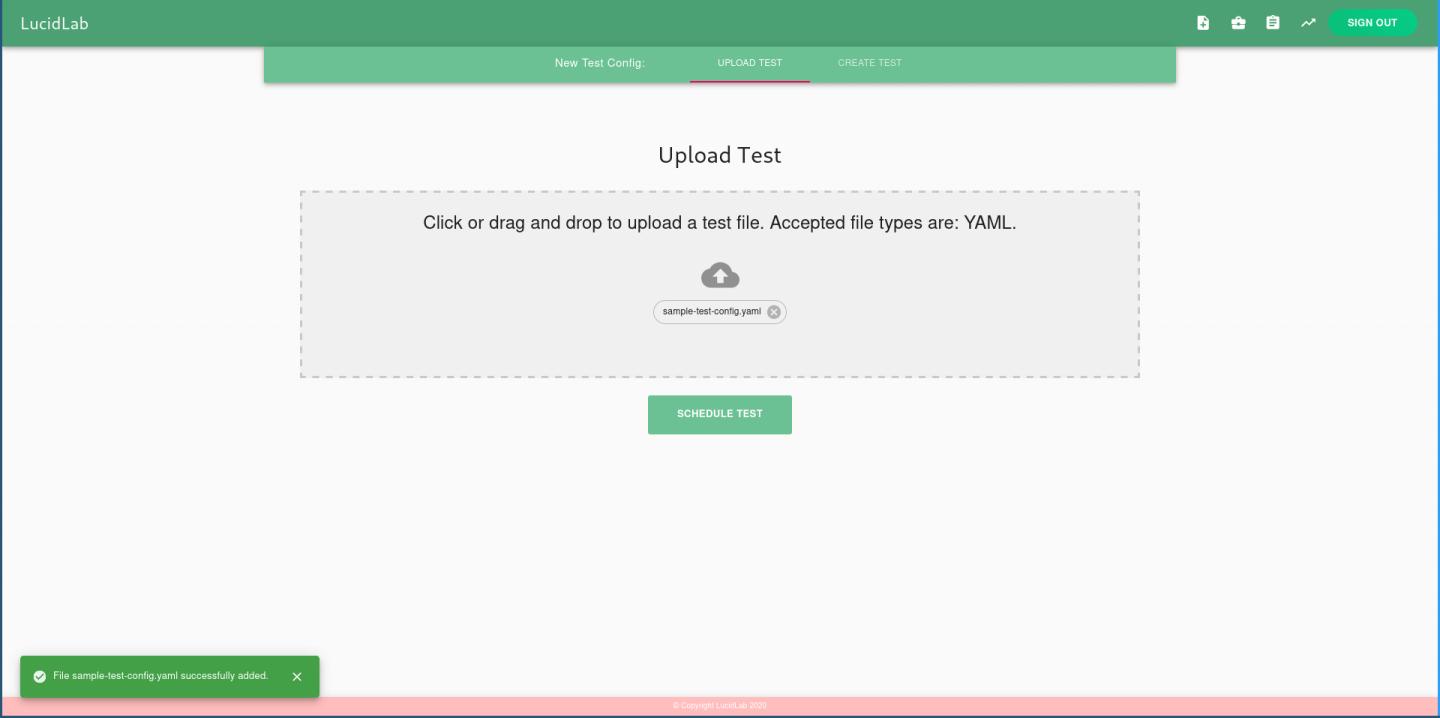 LucidLab
SIGN OUT
New Test Config:
UPLOAD TEST
CREATE TEST
Upload Test
Click or drag and drop to upload a test file. Accepted file types are: YAML.
sample-test-config.yaml
SCHEDULE TEST
File sample-test-config.yaml successfully added.
© Copyright LucidLab 2020